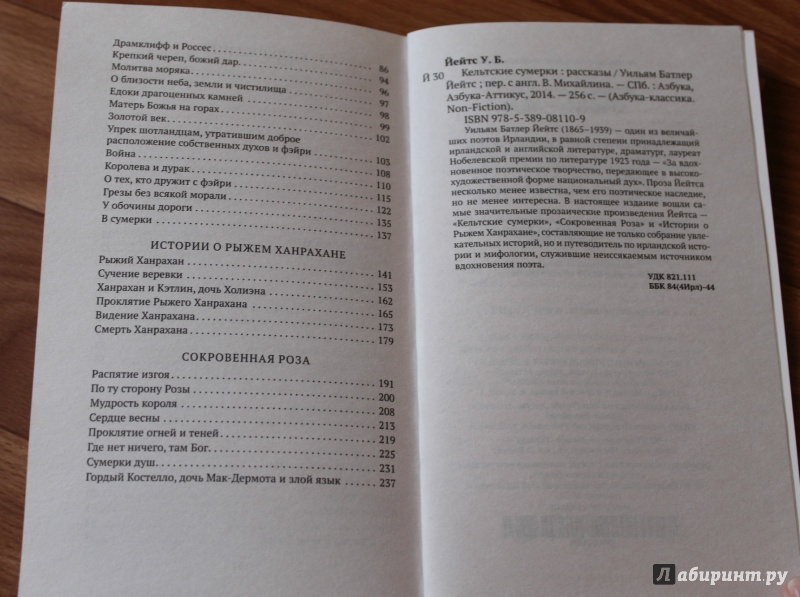 Драмклифф и Россес
Крепкий череп, божий дар 86
Молитва моряка 94
О близости неба, земли и чистилища 96
Едоки драгоценных камней 97
Матерь Божья на горах 98
Золотой век 99
Упрек шотландцам, утратившим доброе 102
расположение собственных духов и фэйри 103
Война 108
Королева и дурак 110
О тех, кто дружит с фэйри 115
Грезы без всякой морали 122
У обочины дороги 135
В сумерки 137
ИСТОРИИ О РЫЖЕМ ХАНРАХАНЕ
Рыжий Ханрахан 141
Сучение веревки 153
Ханрахан и Кэтлин, дочь Холиэна 162
Проклятие Рыжего Ханрахана 165
Видение Ханрахана 173
Смерть Ханрахана 179
СОКРОВЕННАЯ РОЗА
Распятие изгоя 191
По ту сторону Розы 200
Мудрость короля 208
Сердце весны 213
Проклятие огней и теней 219
Где нет ничего, там Бог. 225
Сумерки душ 231
Гордый Костелло, дочь Мак-Дермота и злой язык 237
Йейтс У. Б.
Й 30 Кельтские сумерки : рассказы / Уильям Батлер
Йейтс ; пер. с англ. В. Михайлина. — СПб. : Азбука,
Азбука-Аттикус, 2014. — 256 с. — (Азбука-классика.
Non-Fiction).
ISBN 978-5-389-08110-9
Уильям Батлер Йейтс (1865–1939) — один из величай-
ших поэтов Ирландии, в равной степени принадлежащий
ирландской и английской литературе, драматург, лауреат
Нобелевской премии по литературе 1923 года — «За вдохно-
венное поэтическое творчество, передающее в высоко-
художественной форме национальный дух». Проза Йейтса
несколько менее известна, чем его поэтическое наследие,
но не менее интересна. В настоящее издание вошли са-
мые значительные прозаические произведения Йейтса —
«Кельтские сумерки», «Сокровенная Роза» и «Истории о
Рыжем Ханрахане», составляющие не только собрание увле-
кательных историй, но и путеводитель по ирландской исто-
рии и мифологии, служившие неиссякаемым источником
вдохновения поэта.
УДК 821.111
ББК 84(4Ирл)-44
Лабиринт.ру